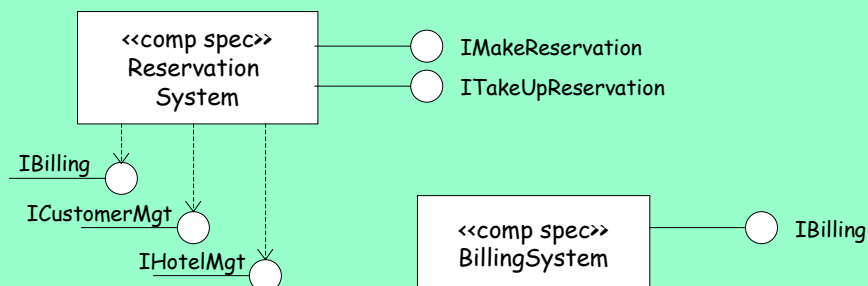 <<comp spec>>
Reservation
System
IMakeReservation
ITakeUpReservation
IBilling
ICustomerMgt
IHotelMgt
<<comp spec>>
BillingSystem
IBilling